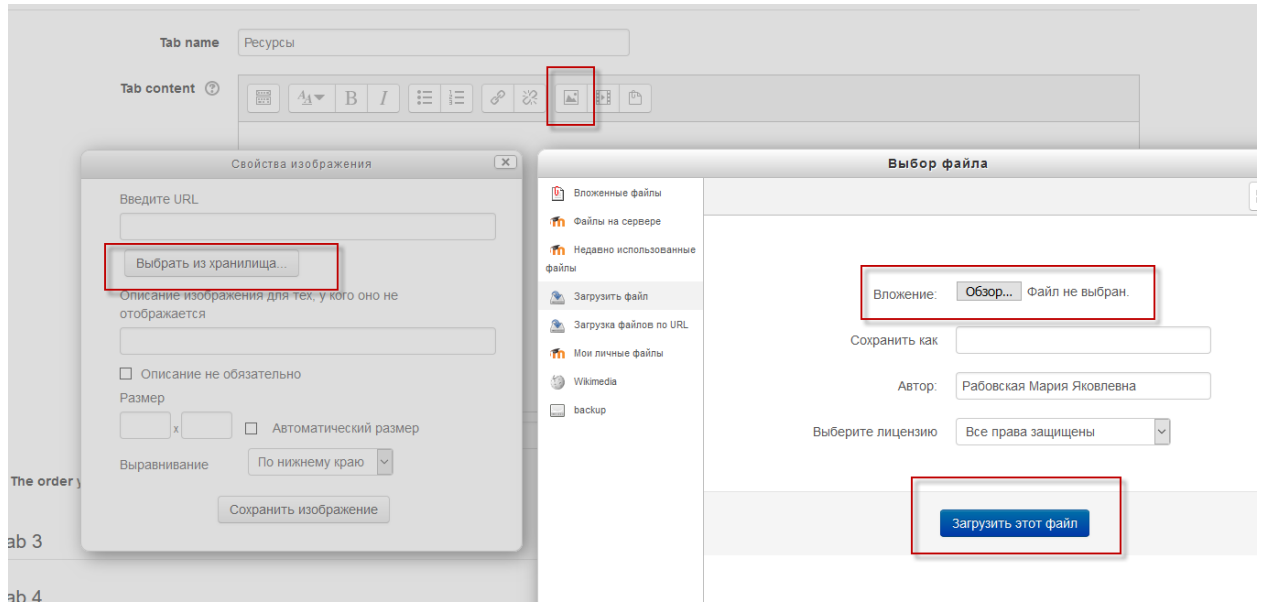 Tab name
Ресурсы
Tab content
B I
Свойства изображения
Введите URL
Выбрать из хранилища...
Описание изображения для тех, у кого оно не
отображается
Описание не обязательно
Размер
x
Автоматический размер
Выравнивание
По нижнему краю
Сохранить изображение
The order y
ab 3
ab 4
Выбор файла
Вложенные файлы
Файлы на сервере
Недавно использованные
файлы
Загрузить файл
Загрузка файлов по URL
Мои личные файлы
Wikimedia
backup
Вложение:
Обзор... Файл не выбран.
Сохранить как
Автор:
Рабовская Мария Яковлевна
Выберите лицензию
Все права защищены
Загрузить этот файл